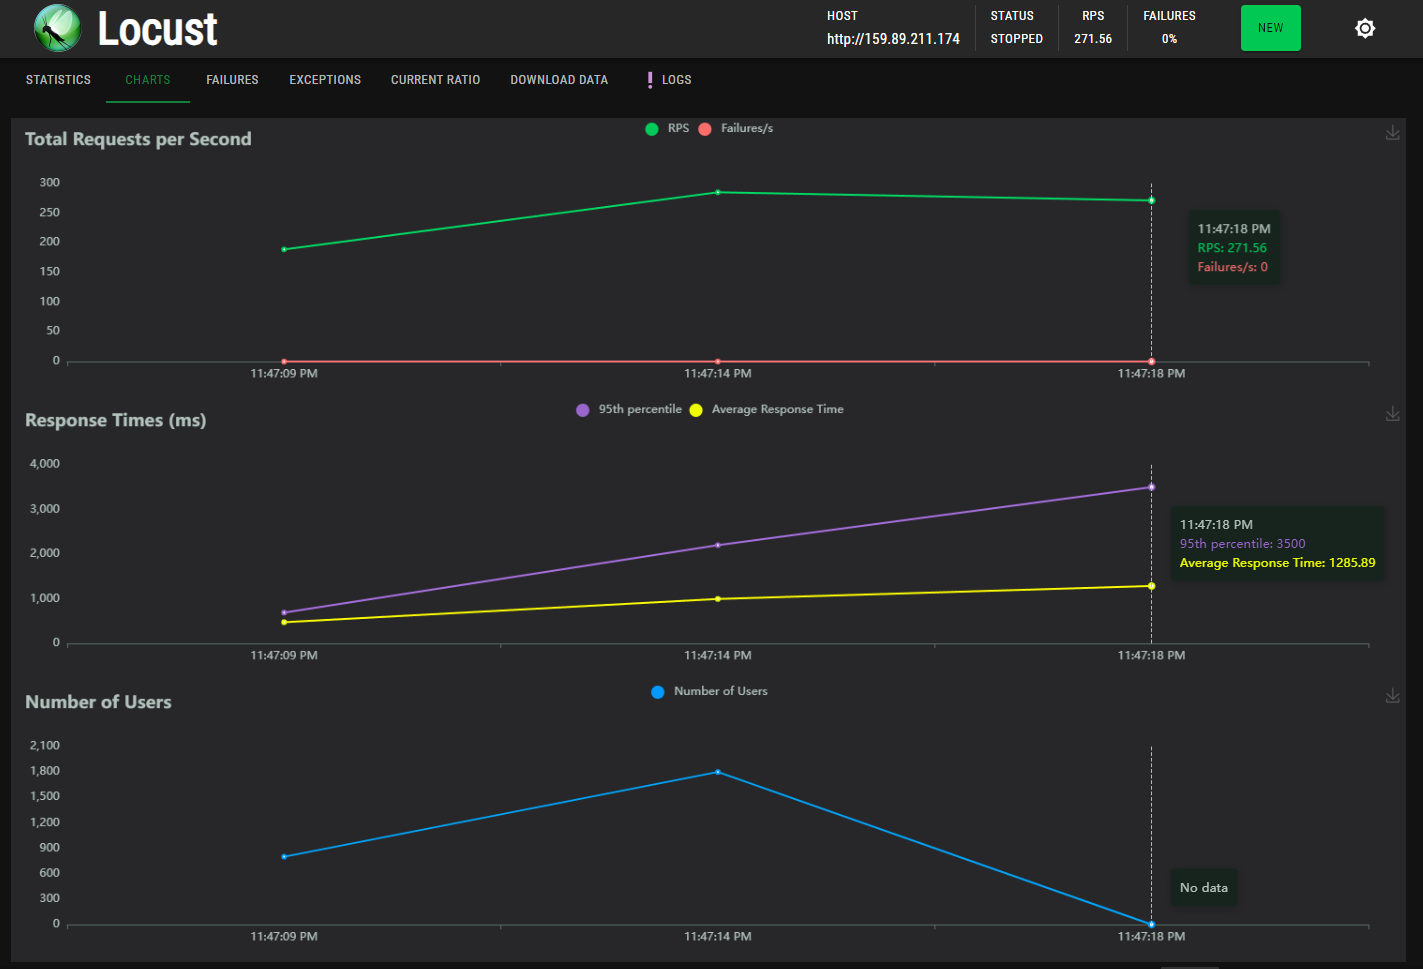 Locust
HOST
http://159.89.211.174
STATUS
STOPPED
RPS
271.56
FAILURES
0%
NEW
STATISTICS CHARTS FAILURES EXCEPTIONS CURRENT RATIO DOWNLOAD DATA LOGS
Total Requests per Second
RPS Failures/s
300
250
200
150
100
50
0
11:47:09 PM 11:47:14 PM 11:47:18 PM
11:47:18 PM
RPS: 271.56
Failures/s: 0
Response Times (ms)
95th percentile Average Response Time
4,000
3,000
2,000
1,000
0
11:47:09 PM 11:47:14 PM 11:47:18 PM
11:47:18 PM
95th percentile: 3500
Average Response Time: 1285.89
Number of Users
Number of Users
2,100
1,800
1,500
1,200
900
600
300
0
11:47:09 PM 11:47:14 PM 11:47:18 PM
No data